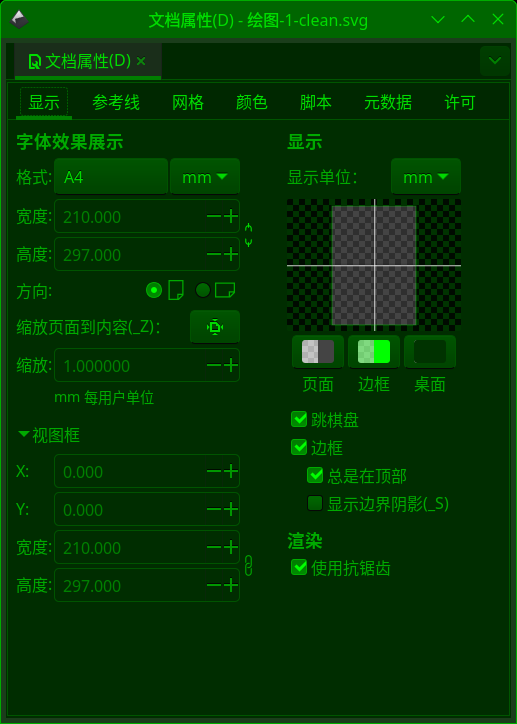 文档属性(D) - 绘图-1-clean.svg
文档属性(D)
显示 参考线 网格 颜色 脚本 元数据 许可
字体效果展示
格式: A4 mm
宽度: 210.000
高度: 297.000
方向:
缩放页面到内容(_Z):
缩放: 1.000000
mm 每用户单位
视图框
X: 0.000
Y: 0.000
宽度: 210.000
高度: 297.000
显示
显示单位: mm
页面 边框 桌面
跳棋盘
边框
总是在顶部
显示边界阴影(_S)
渲染
使用抗锯齿